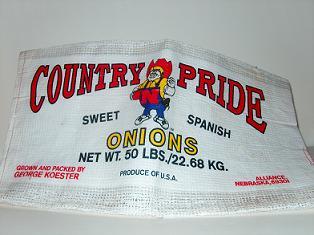 COUNTRY PRIDE
N
SWEET SPANISH
ONIONS
NET WT. 50 LBS./22.68 KG.
PRODUCE OF U.S.A.
GROWN AND PACKED BY
GEORGE KOESTER
ALLIANCE,
NEBRASKA, 69301